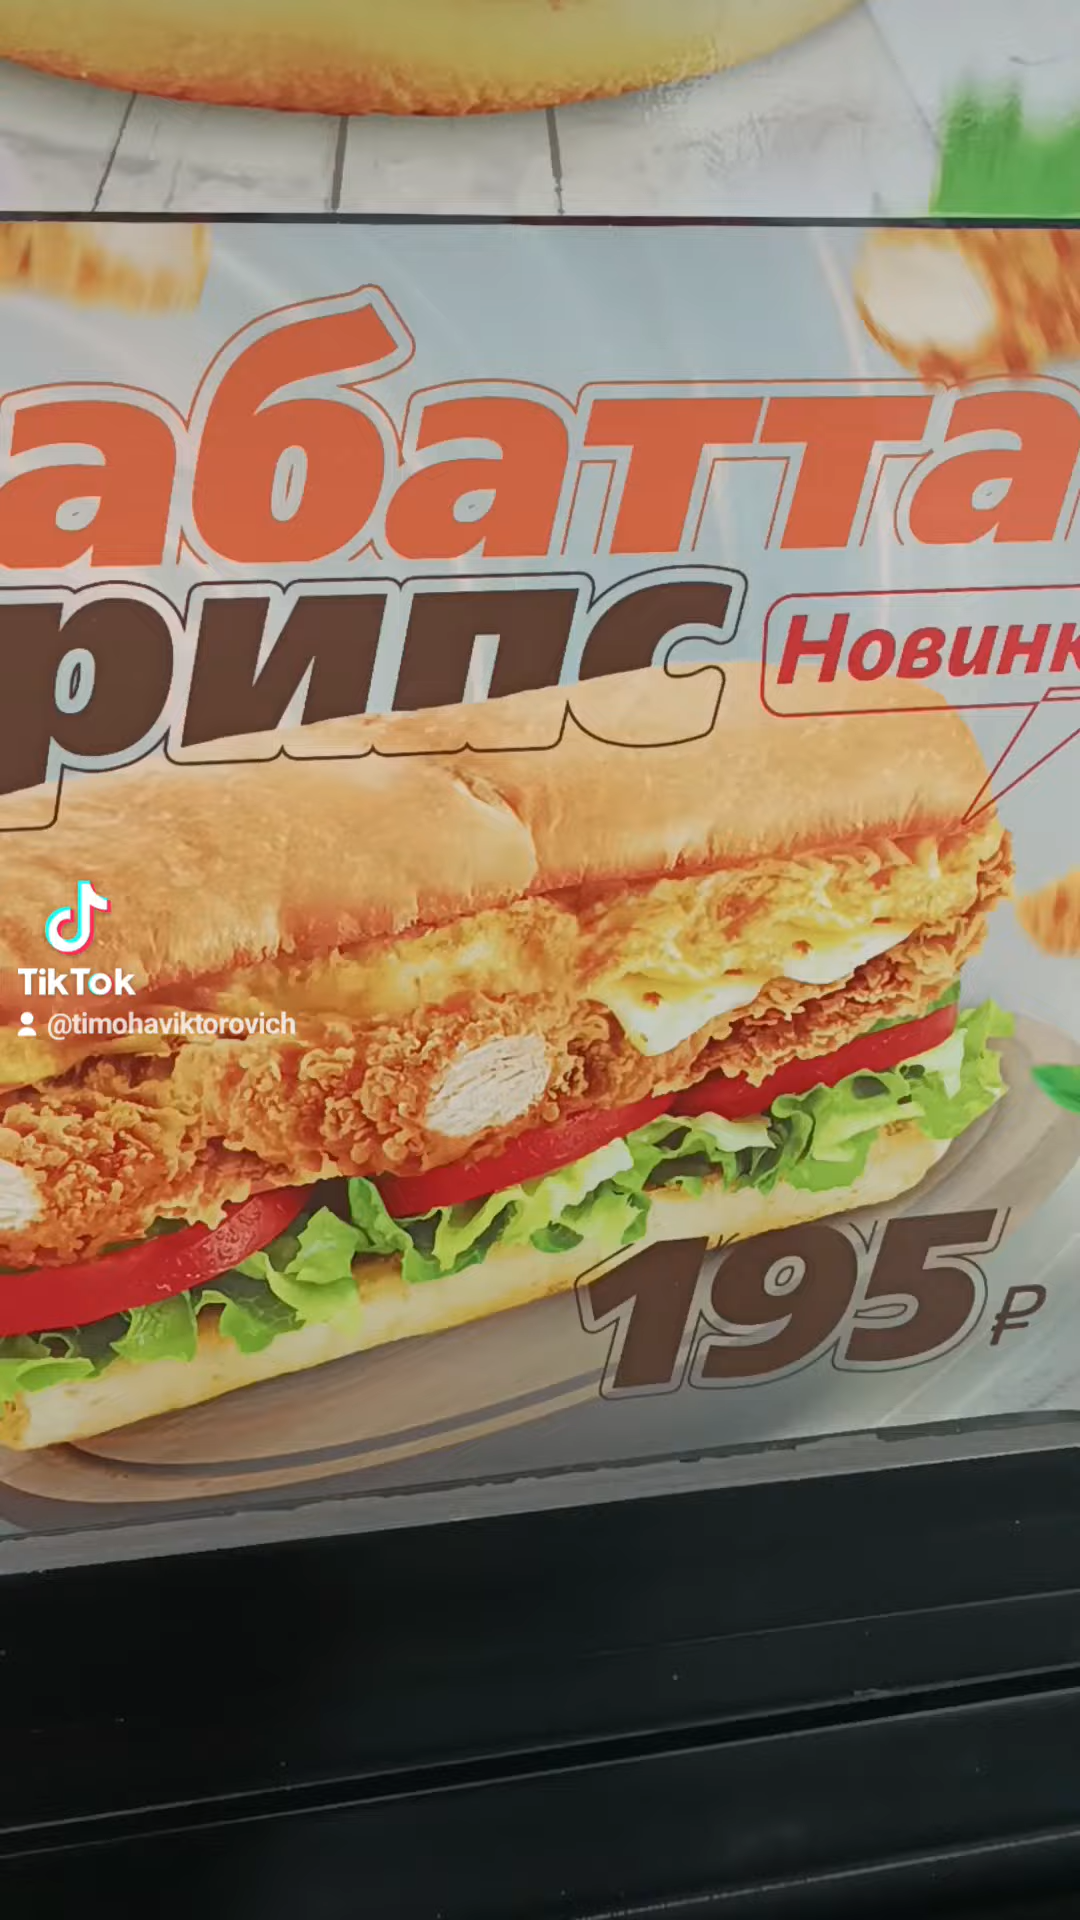 абатта
рипс
Новинк
195₽
TikTok
@timohaviktorovich